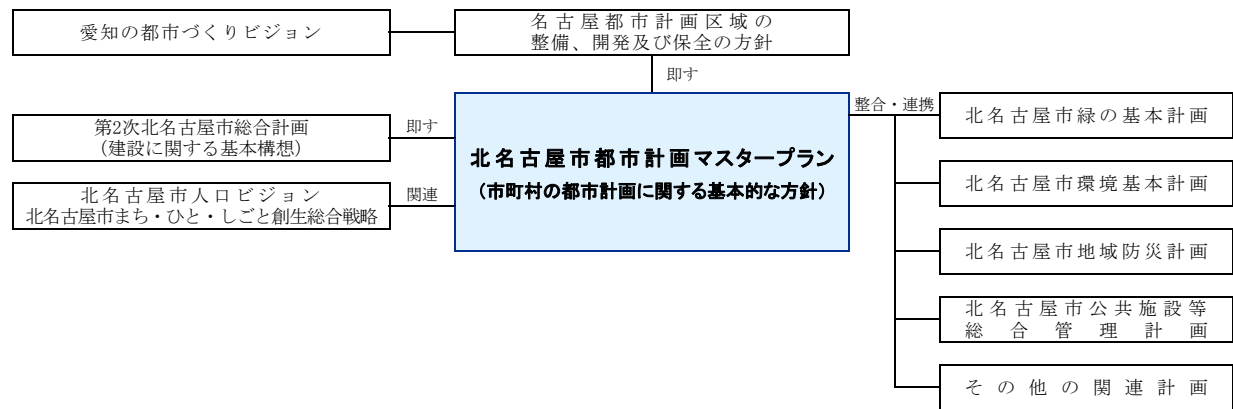 愛知の都市づくりビジョン
名古屋都市計画区域の
整備、開発及び保全の方針
即す
第2次北名古屋市総合計画
(建設に関する基本構想)
即す
北名古屋市人口ビジョン
北名古屋市まち・ひと・しごと創生総合戦略
関連
北名古屋市都市計画マスタープラン
(市町村の都市計画に関する基本的な方針)
整合・連携
北名古屋市緑の基本計画
北名古屋市環境基本計画
北名古屋市地域防災計画
北名古屋市公共施設等
総合管理計画
その他の関連計画